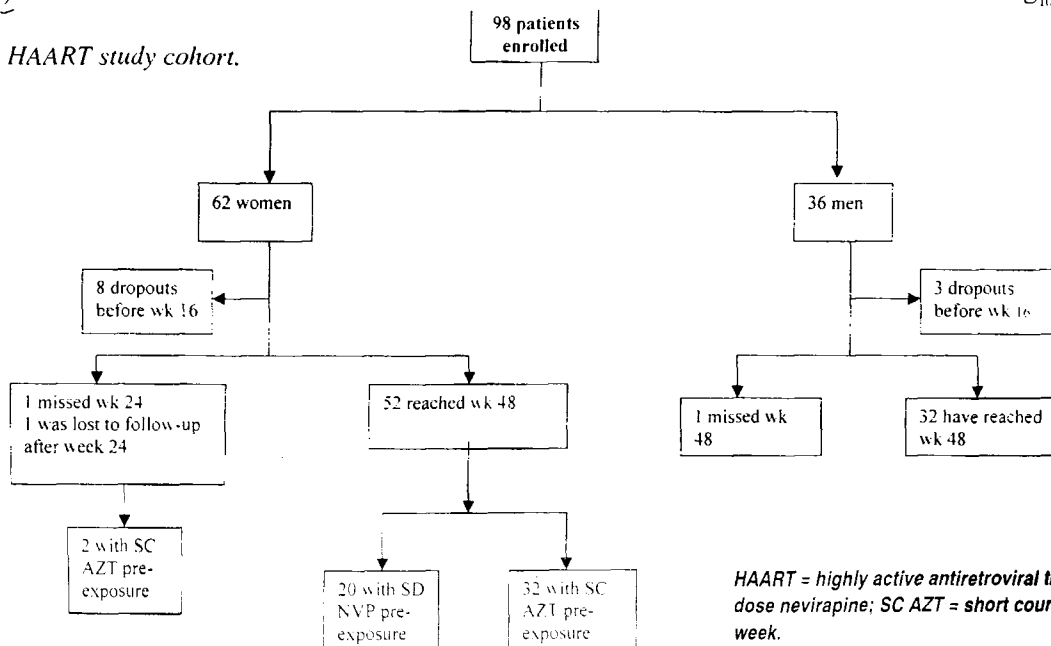 98 patients
enrolled
HAART study cohort.
62 women
36 men
8 dropouts
before wk 16
3 dropouts
before wk 16
1 missed wk 24
1 was lost to follow-up
after week 24
52 reached wk 48
1 missed wk
48
32 have reached
wk 48
2 with SC
AZT pre-
exposure
20 with SD
NVP pre-
exposure
32 with SC
AZT pre-
exposure
HAART = highly active antiretroviral
dose nevirapine; SC AZT = short
week.